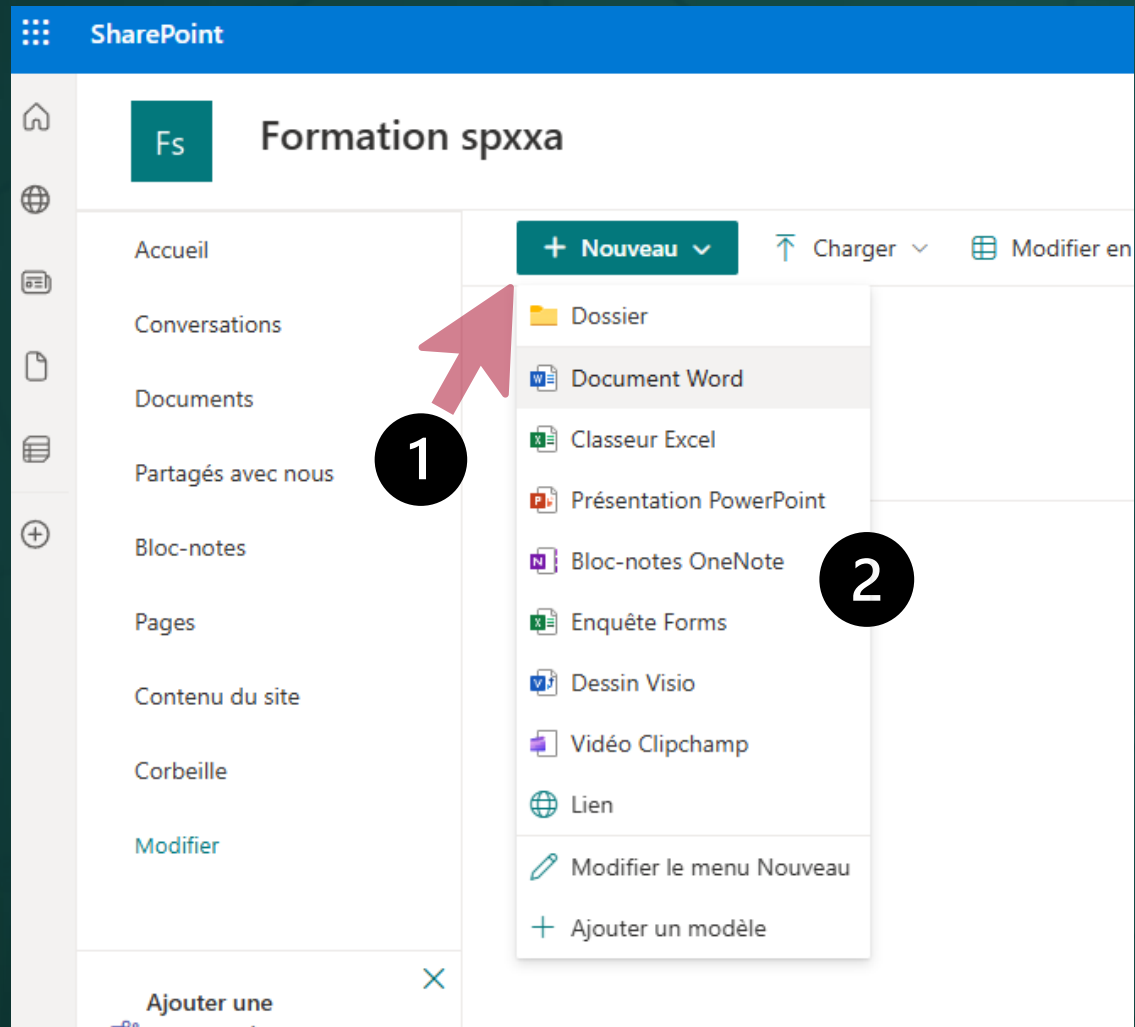 SharePoint
Fs
Formation spxxa
Accueil
Conversations
Documents
Partagés avec nous
Bloc-notes
Pages
Contenu du site
Corbeille
Modifier
Ajouter une
+ Nouveau
Charger
Modifier en
1
Dossier
Document Word
Classeur Excel
Présentation PowerPoint
Bloc-notes OneNote
2
Enquête Forms
Dessin Visio
Vidéo Clipchamp
Lien
Modifier le menu Nouveau
+ Ajouter un modèle